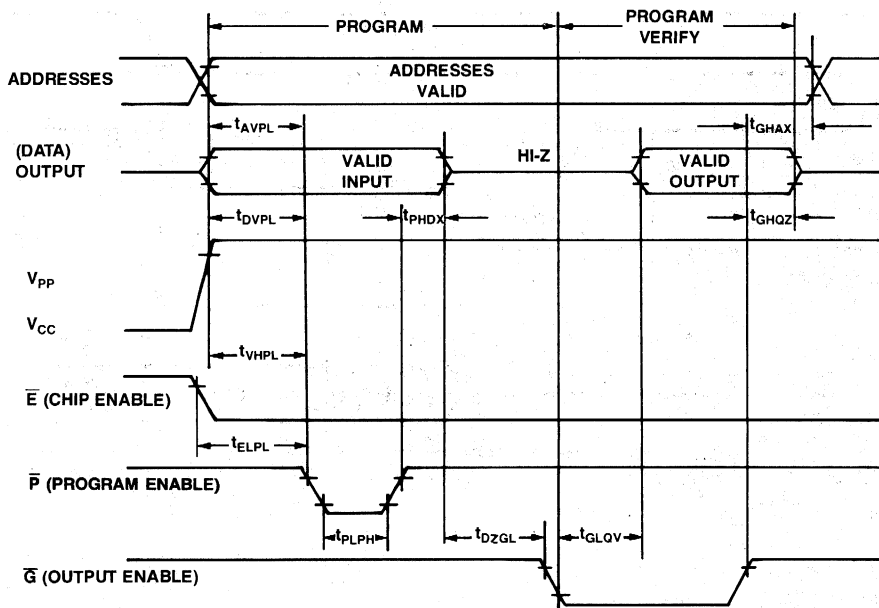 PROGRAM
PROGRAM
VERIFY
ADDRESSES
ADDRESSES
VALID
tAVPL
tGHAX
(DATA)
OUTPUT
VALID
INPUT
HI-Z
VALID
OUTPUT
tDVPL
tPHDX
tGHQZ
VPP
VCC
tVHPL
E̅ (CHIP ENABLE)
tELPL
P̅ (PROGRAM ENABLE)
tPLPH
tDZGL
tGLQV
G̅ (OUTPUT ENABLE)